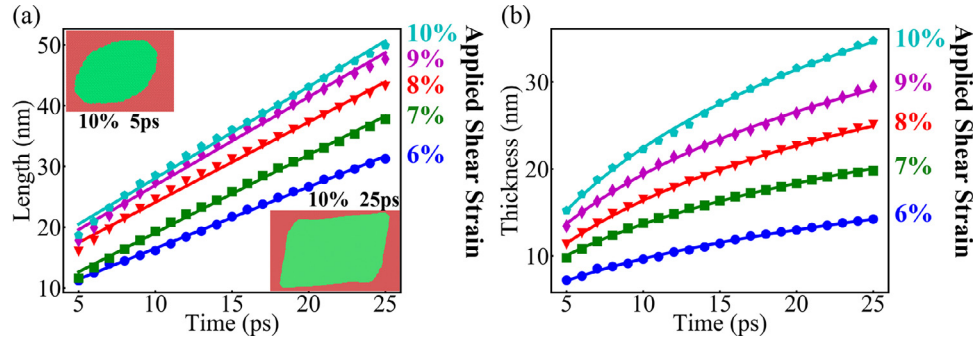 (a)
50
40
30
20
10
Length (nm)
10% 5ps
10% 25ps
5
10
15
20
25
Time (ps)
10%
9%
8%
7%
6%
Applied Shear Strain
(b)
30
20
10
Thickness (nm)
5
10
15
20
25
Time (ps)
10%
9%
8%
7%
6%
Applied Shear Strain